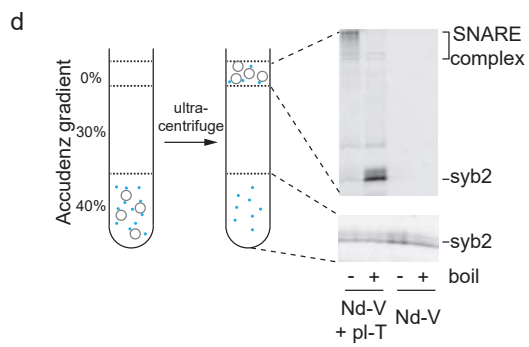 d
SNARE
complex
Accudenz gradient
0%
30%
40%
ultra-
centrifuge
syb2
syb2
- + - + boil
Nd-V Nd-V
+ pl-T